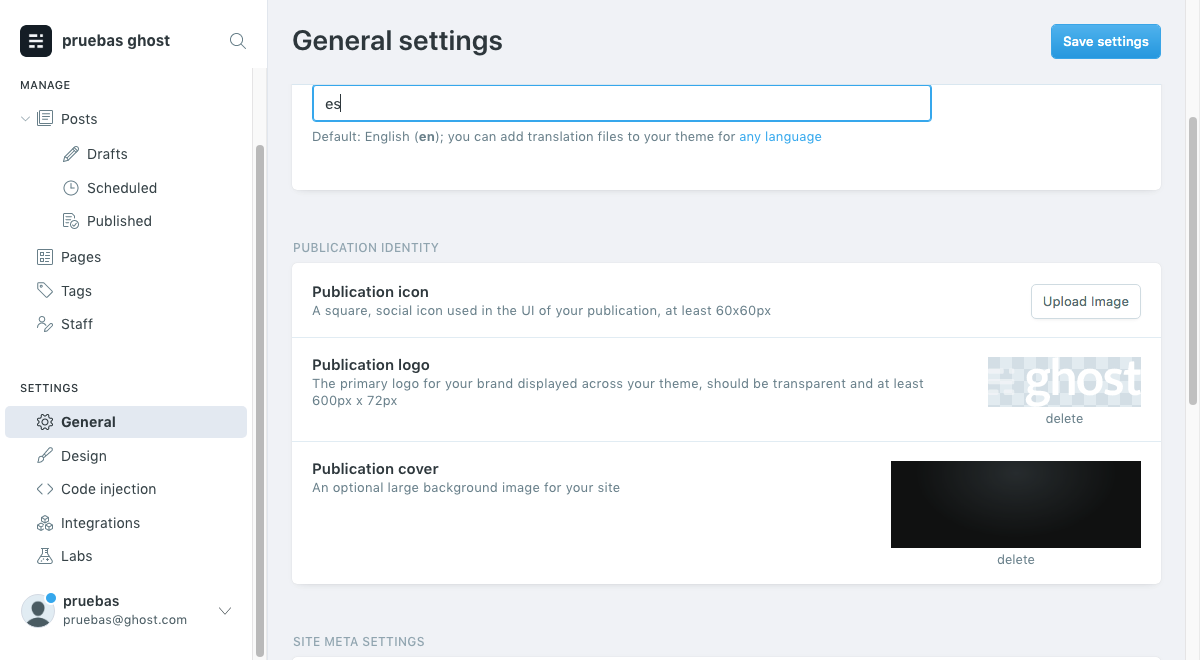 pruebas ghost
MANAGE
Posts
Drafts
Scheduled
Published
Pages
Tags
Staff
SETTINGS
General
Design
Code injection
Integrations
Labs
pruebas
pruebas@ghost.com
General settings
Save settings
es
Default: English (en); you can add translation files to your theme for any language
PUBLICATION IDENTITY
Publication icon
A square, social icon used in the UI of your publication, at least 60x60px
Upload Image
Publication logo
The primary logo for your brand displayed across your theme, should be transparent and at least
600px x 72px
ghost
delete
Publication cover
An optional large background image for your site
delete
SITE META SETTINGS